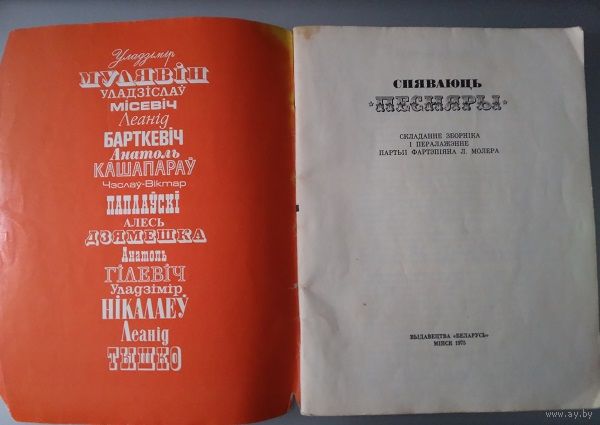 Уладзімір
МУЛЯВІН
УЛАДЗІСЛАЎ
МІСЕВІЧ
Леанід
БАРТКЕВІЧ
Анатоль
КАШАПАРАЎ
Чэслаў-Віктар
ПАПЛАЎСКІ
АЛЕСЬ
ДЗЯМЕШКА
Анатоль
ГІЛЕВІЧ
Уладзімір
НІКАЛАЕЎ
Леанід
ТЫШКО
СПЯВАЮЦЬ
ПЕСНЯРЫ
СКЛАДАННЕ ЗБОРНІКА
І ПЕРАЛАЖЭННЕ
ПАРТЫІ ФАРТЭПІЯНА Л. МОЛЕРА
ВЫДАВЕЦТВА «БЕЛАРУСЬ»
МІНСК 1975
www.ay.by